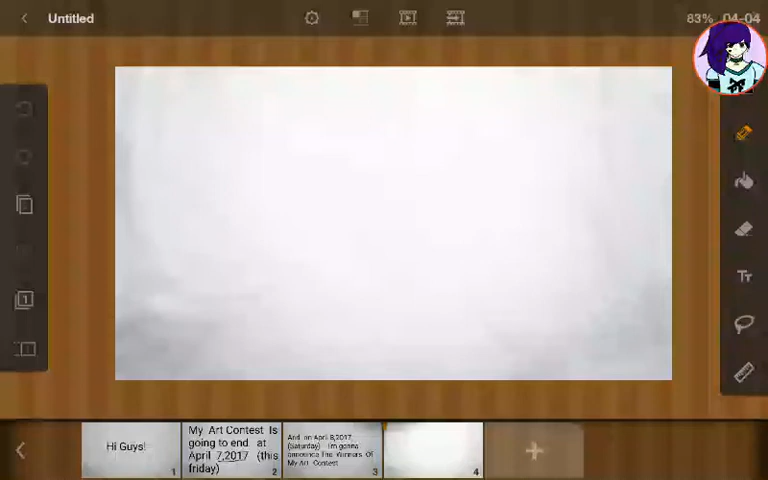 Untitled
83% 04-04
Tт
1
Hi Guys!
1
My Art Contest Is
going to end at
April 7,2017 (this
friday)
2
And on April 8,2017
(Saturday) I'm gonna
announce the Winners Of
My Art Contest
3
4